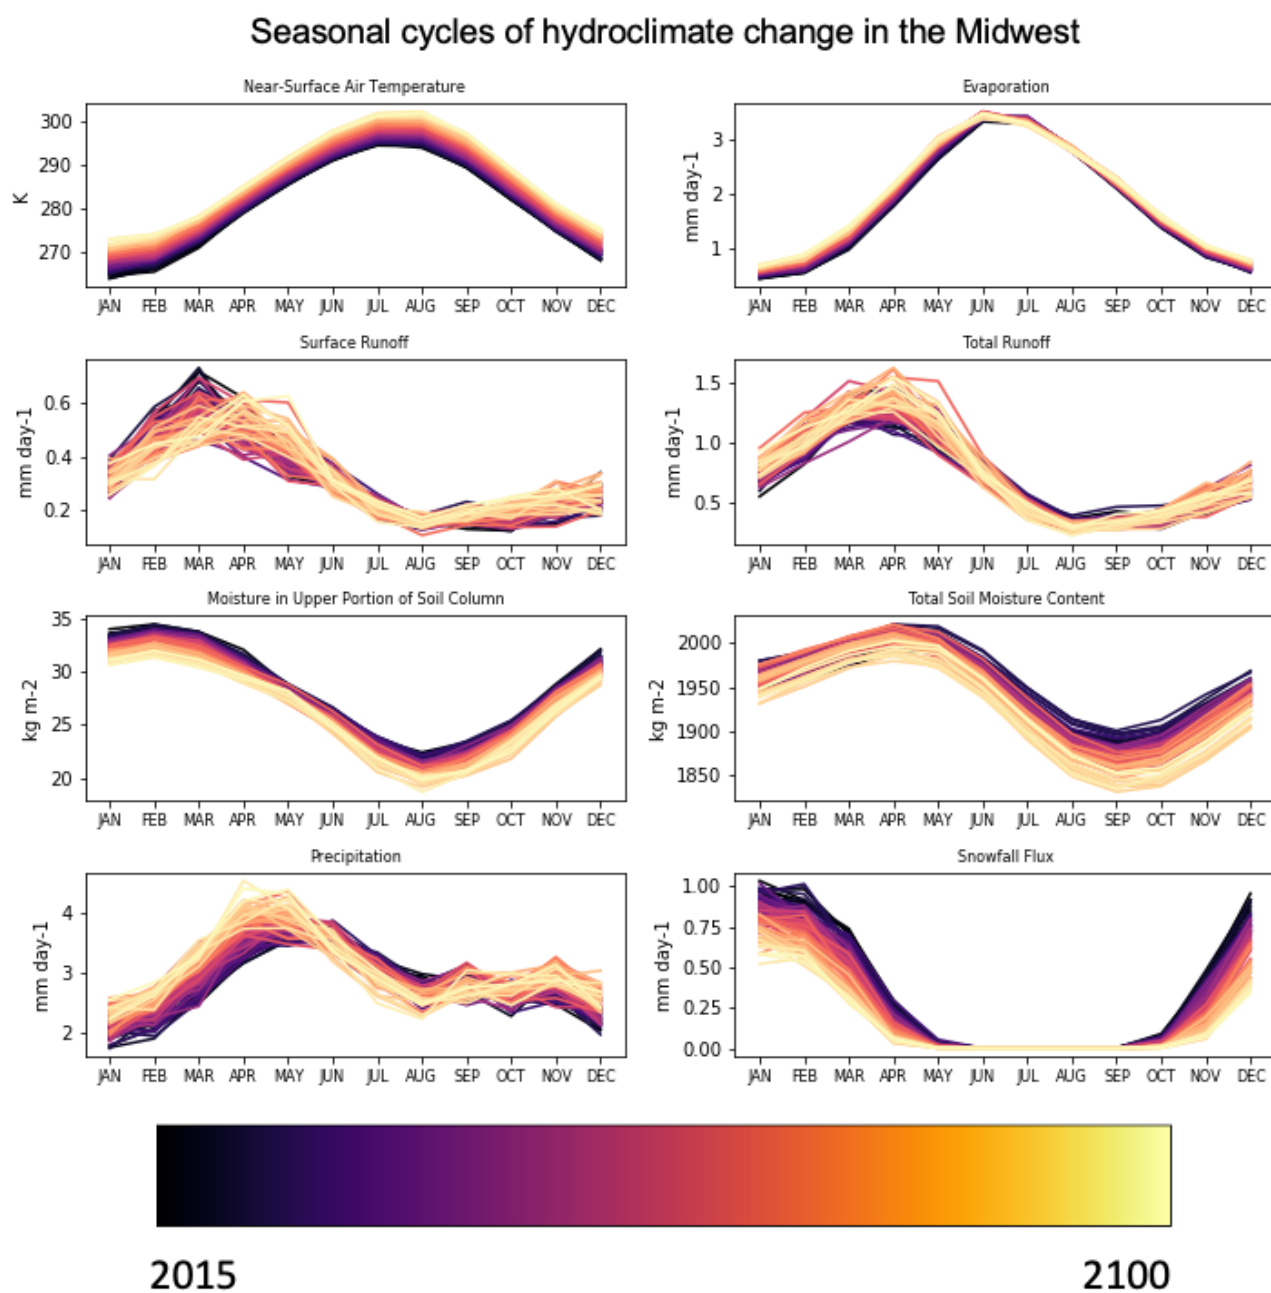 Seasonal cycles of hydroclimate change in the Midwest
Near-Surface Air Temperature
K
300
290
280
270
JAN FEB MAR APR MAY JUN JUL AUG SEP OCT NOV DEC
Evaporation
mm day-1
3
2
1
JAN FEB MAR APR MAY JUN JUL AUG SEP OCT NOV DEC
Surface Runoff
mm day-1
0.6
0.4
0.2
JAN FEB MAR APR MAY JUN JUL AUG SEP OCT NOV DEC
Total Runoff
mm day-1
1.5
1.0
0.5
JAN FEB MAR APR MAY JUN JUL AUG SEP OCT NOV DEC
Moisture in Upper Portion of Soil Column
kg m-2
35
30
25
20
JAN FEB MAR APR MAY JUN JUL AUG SEP OCT NOV DEC
Total Soil Moisture Content
kg m-2
2000
1950
1900
1850
JAN FEB MAR APR MAY JUN JUL AUG SEP OCT NOV DEC
Precipitation
mm day-1
4
3
2
JAN FEB MAR APR MAY JUN JUL AUG SEP OCT NOV DEC
Snowfall Flux
mm day-1
1.00
0.75
0.50
0.25
0.00
JAN FEB MAR APR MAY JUN JUL AUG SEP OCT NOV DEC
2015 2100